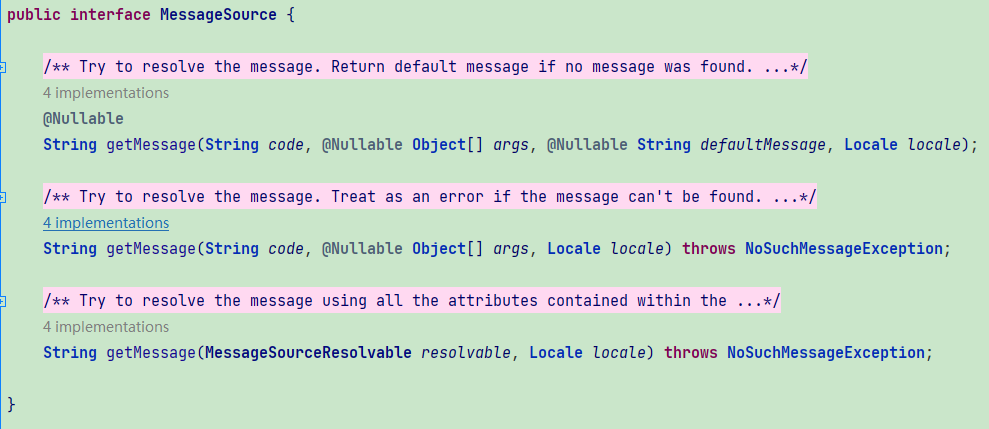 public interface MessageSource {
/** Try to resolve the message. Return default message if no message was found. ...*/
4 implementations
@Nullable
String getMessage(String code, @Nullable Object[] args, @Nullable String defaultMessage, Locale locale);
/** Try to resolve the message. Treat as an error if the message can't be found. ...*/
4 implementations
String getMessage(String code, @Nullable Object[] args, Locale locale) throws NoSuchMessageException;
/** Try to resolve the message using all the attributes contained within the ...*/
4 implementations
String getMessage(MessageSourceResolvable resolvable, Locale locale) throws NoSuchMessageException;
}